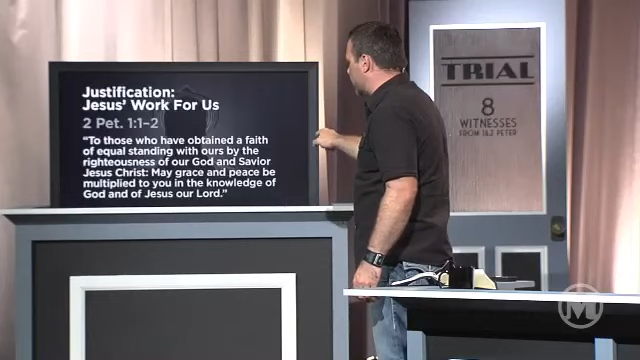 Justification:
Jesus' Work For Us
2 Pet. 1:1–2
"To those who have obtained a faith
of equal standing with ours by the
righteousness of our God and Savior
Jesus Christ: May grace and peace be
multiplied to you in the knowledge of
God and of Jesus our Lord."
TRIAL
8
WITNESSES
FROM 1&2 PETER
M